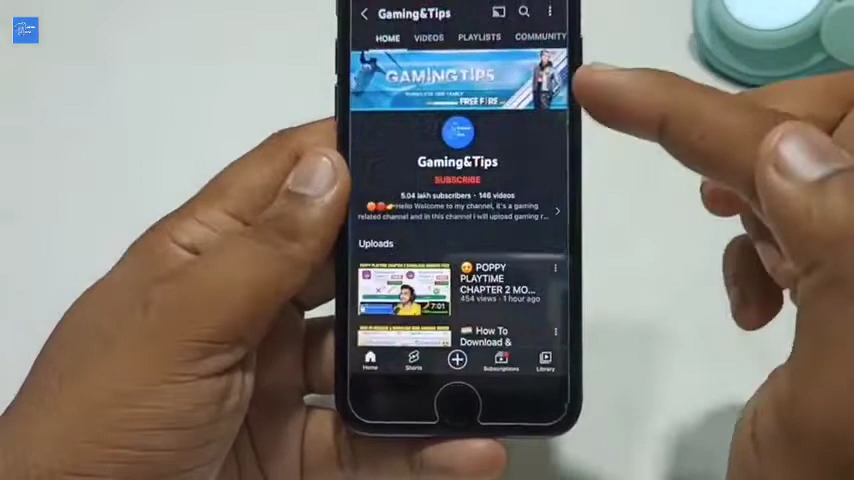 Gaming&Tips
HOME VIDEOS PLAYLISTS COMMUNITY
GAMINGTIPS
FREE FIRE
Gaming&Tips
SUBSCRIBE
5.04 lakh subscribers • 146 videos
😍😍👉Hello Welcome to my channel, it's a gaming
related channel and in this channel I will upload gaming r...
Uploads
😍 POPPY
PLAYTIME
CHAPTER 2 MO...
454 views • 1 hour ago
7:01
How To
Download &
Home Shorts Subscriptions Library